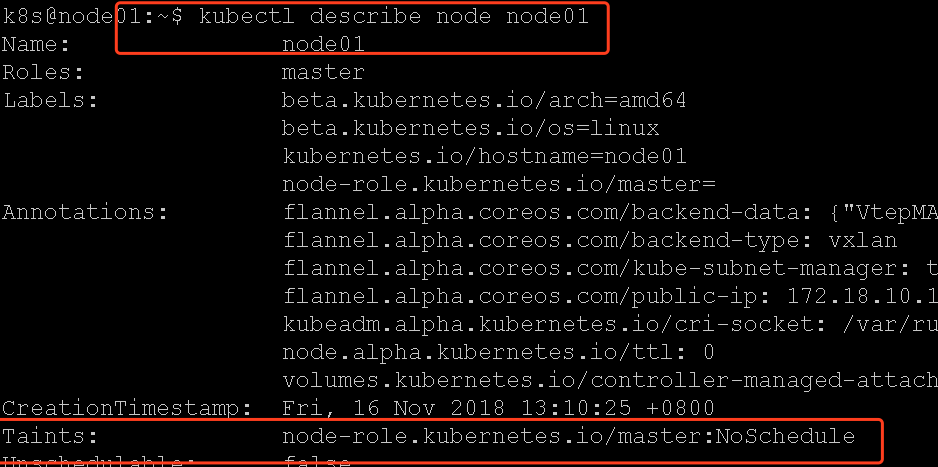 k8s@node01:~$ kubectl describe node node01
Name: node01
Roles: master
Labels: beta.kubernetes.io/arch=amd64
beta.kubernetes.io/os=linux
kubernetes.io/hostname=node01
node-role.kubernetes.io/master=
Annotations: flannel.alpha.coreos.com/backend-data: {"VtepMA
flannel.alpha.coreos.com/backend-type: vxlan
flannel.alpha.coreos.com/kube-subnet-manager: t
flannel.alpha.coreos.com/public-ip: 172.18.10.1
kubeadm.alpha.kubernetes.io/cri-socket: /var/ru
node.alpha.kubernetes.io/ttl: 0
volumes.kubernetes.io/controller-managed-attach
CreationTimestamp: Fri, 16 Nov 2018 13:10:25 +0800
Taints: node-role.kubernetes.io/master:NoSchedule
Unschedulable: false